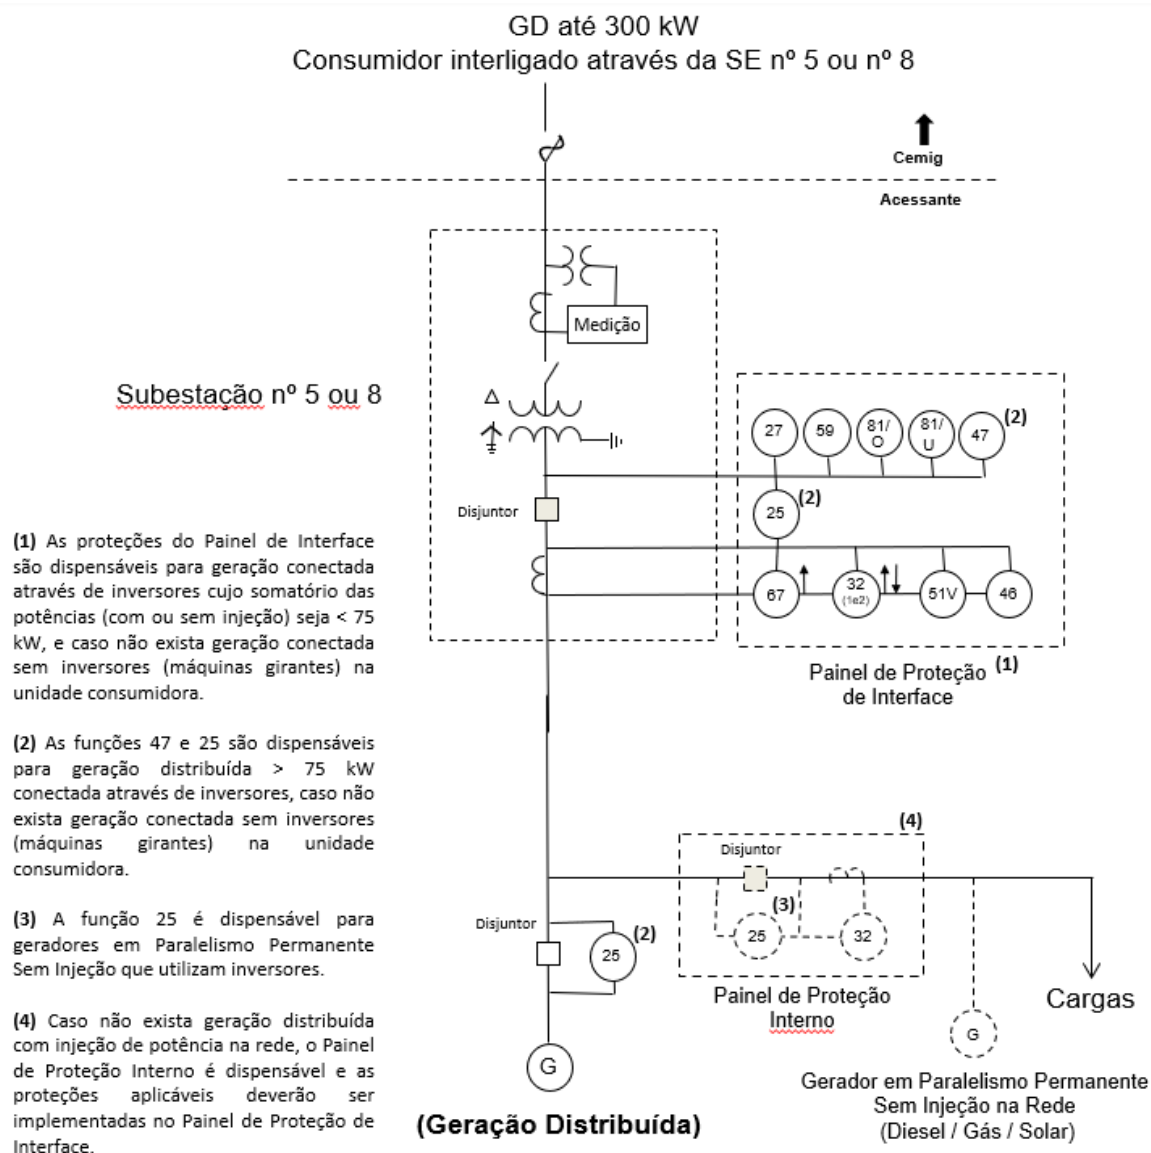 GD até 300 kW
Consumidor interligado através da SE nº 5 ou nº 8
Cemig
Acessante
Medição
Subestação nº 5 ou 8
Δ
Disjuntor
27
59
81/
O
81/
U
47
(2)
25
(2)
67
32
(1e2)
51V
46
Painel de Proteção (1)
de Interface
(1) As proteções do Painel de Interface
são dispensáveis para geração conectada
através de inversores cujo somatório das
potências (com ou sem injeção) seja < 75
kW, e caso não exista geração conectada
sem inversores (máquinas girantes) na
unidade consumidora.
(2) As funções 47 e 25 são dispensáveis
para geração distribuída > 75 kW
conectada através de inversores, caso não
exista geração conectada sem inversores
(máquinas girantes) na unidade
consumidora.
(3) A função 25 é dispensável para
geradores em Paralelismo Permanente
Sem Injeção que utilizam inversores.
(4) Caso não exista geração distribuída
com injeção de potência na rede, o Painel
de Proteção Interno é dispensável e as
proteções aplicáveis deverão ser
implementadas no Painel de Proteção de
Interface.
(4)
Disjuntor
(3)
25
32
Painel de Proteção
Interno
Disjuntor
25
(2)
G
(Geração Distribuída)
Cargas
G
Gerador em Paralelismo Permanente
Sem Injeção na Rede
(Diesel / Gás / Solar)